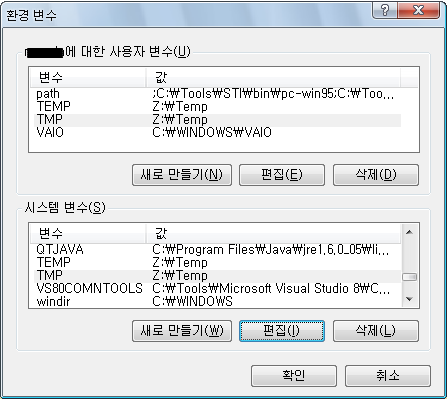 환경 변수
에 대한 사용자 변수(U)
변수 값
path ;C:₩Tools₩STI₩bin₩pc-win95;C:₩Too,,,
TEMP Z:₩Temp
TMP Z:₩Temp
VAIO C:₩WINDOWS₩VAIO
새로 만들기(N) 편집(E) 삭제(D)
시스템 변수(S)
변수 값
QTJAVA C:₩Program Files₩Java₩jre1,6,0_05₩li,,,
TEMP Z:₩Temp
TMP Z:₩Temp
VS80COMNTOOLS C:₩Tools₩Microsoft Visual Studio 8₩C,,,
windir C:₩WINDOWS
새로 만들기(W) 편집(I) 삭제(L)
확인 취소